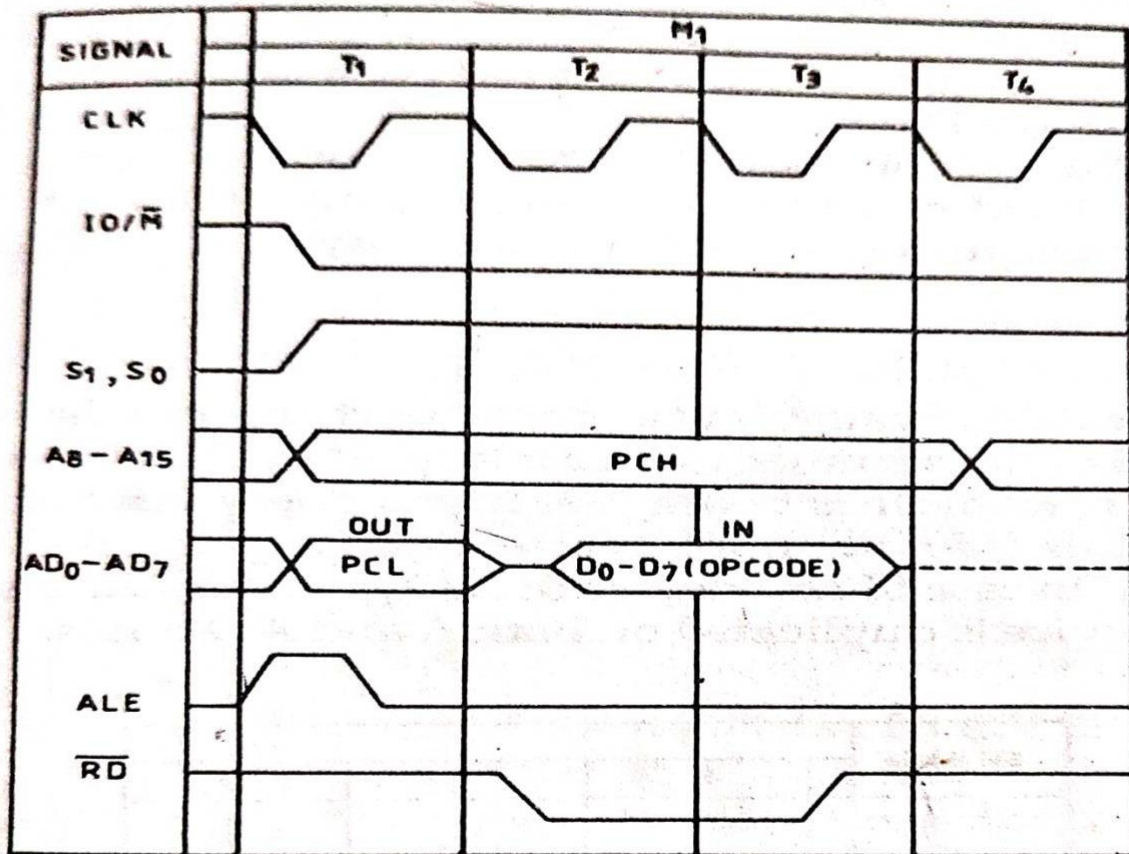 SIGNAL
M1
T1 T2 T3 T4
CLK
IO/M̅
S1, S0
A8-A15
PCH
OUT IN
AD0-AD7
PCL
D0-D7(OPCODE)
ALE
R̅D̅